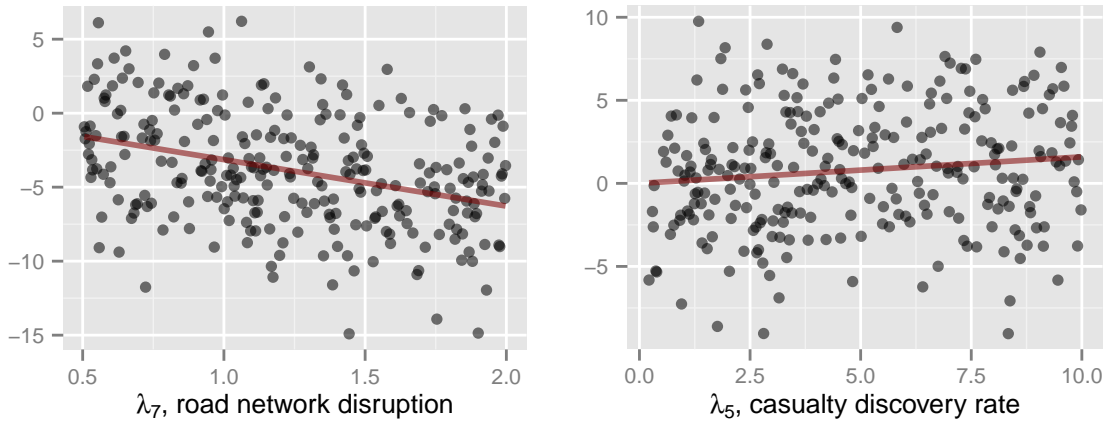 5
0
−5
−10
−15
0.5 1.0 1.5 2.0
λ7, road network disruption
10
5
0
−5
0.0 2.5 5.0 7.5 10.0
λ5, casualty discovery rate